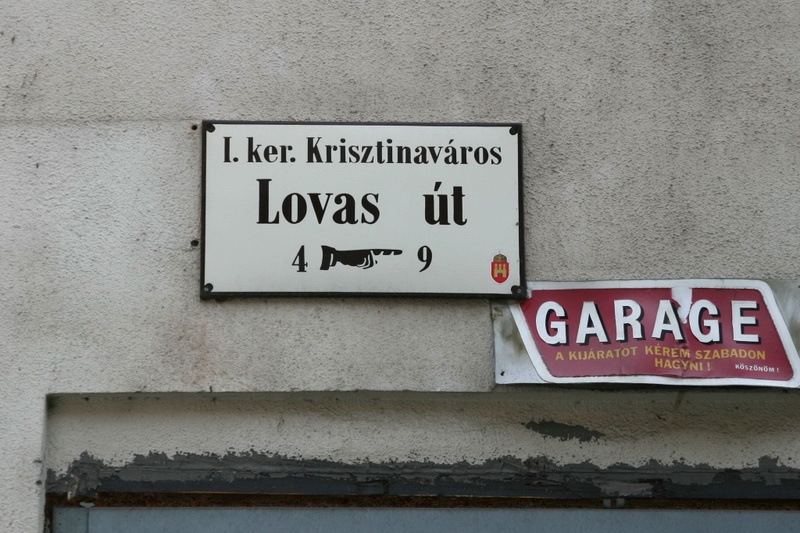 I. ker. Krisztinaváros
Lovas út
4 9
GARAGE
A KIJÁRATOT KÉREM SZABADON
HAGYNI!
KÖSZÖNÖM!